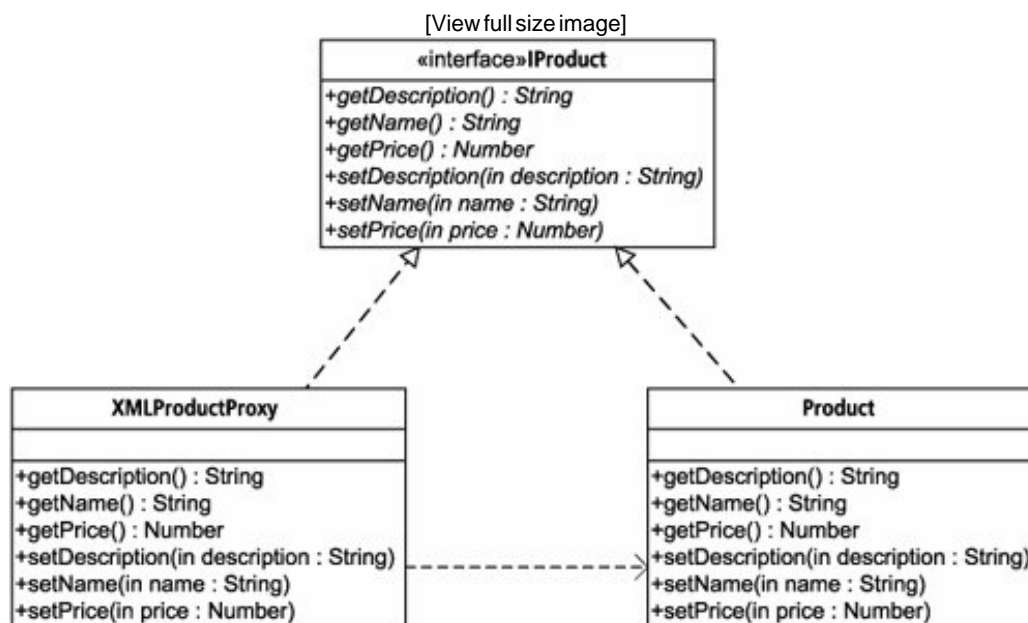 [View full size image]
«interface»IProduct
+getDescription() : String
+getName() : String
+getPrice() : Number
+setDescription(in description : String)
+setName(in name : String)
+setPrice(in price : Number)
XMLProductProxy
+getDescription() : String
+getName() : String
+getPrice() : Number
+setDescription(in description : String)
+setName(in name : String)
+setPrice(in price : Number)
Product
+getDescription() : String
+getName() : String
+getPrice() : Number
+setDescription(in description : String)
+setName(in name : String)
+setPrice(in price : Number)